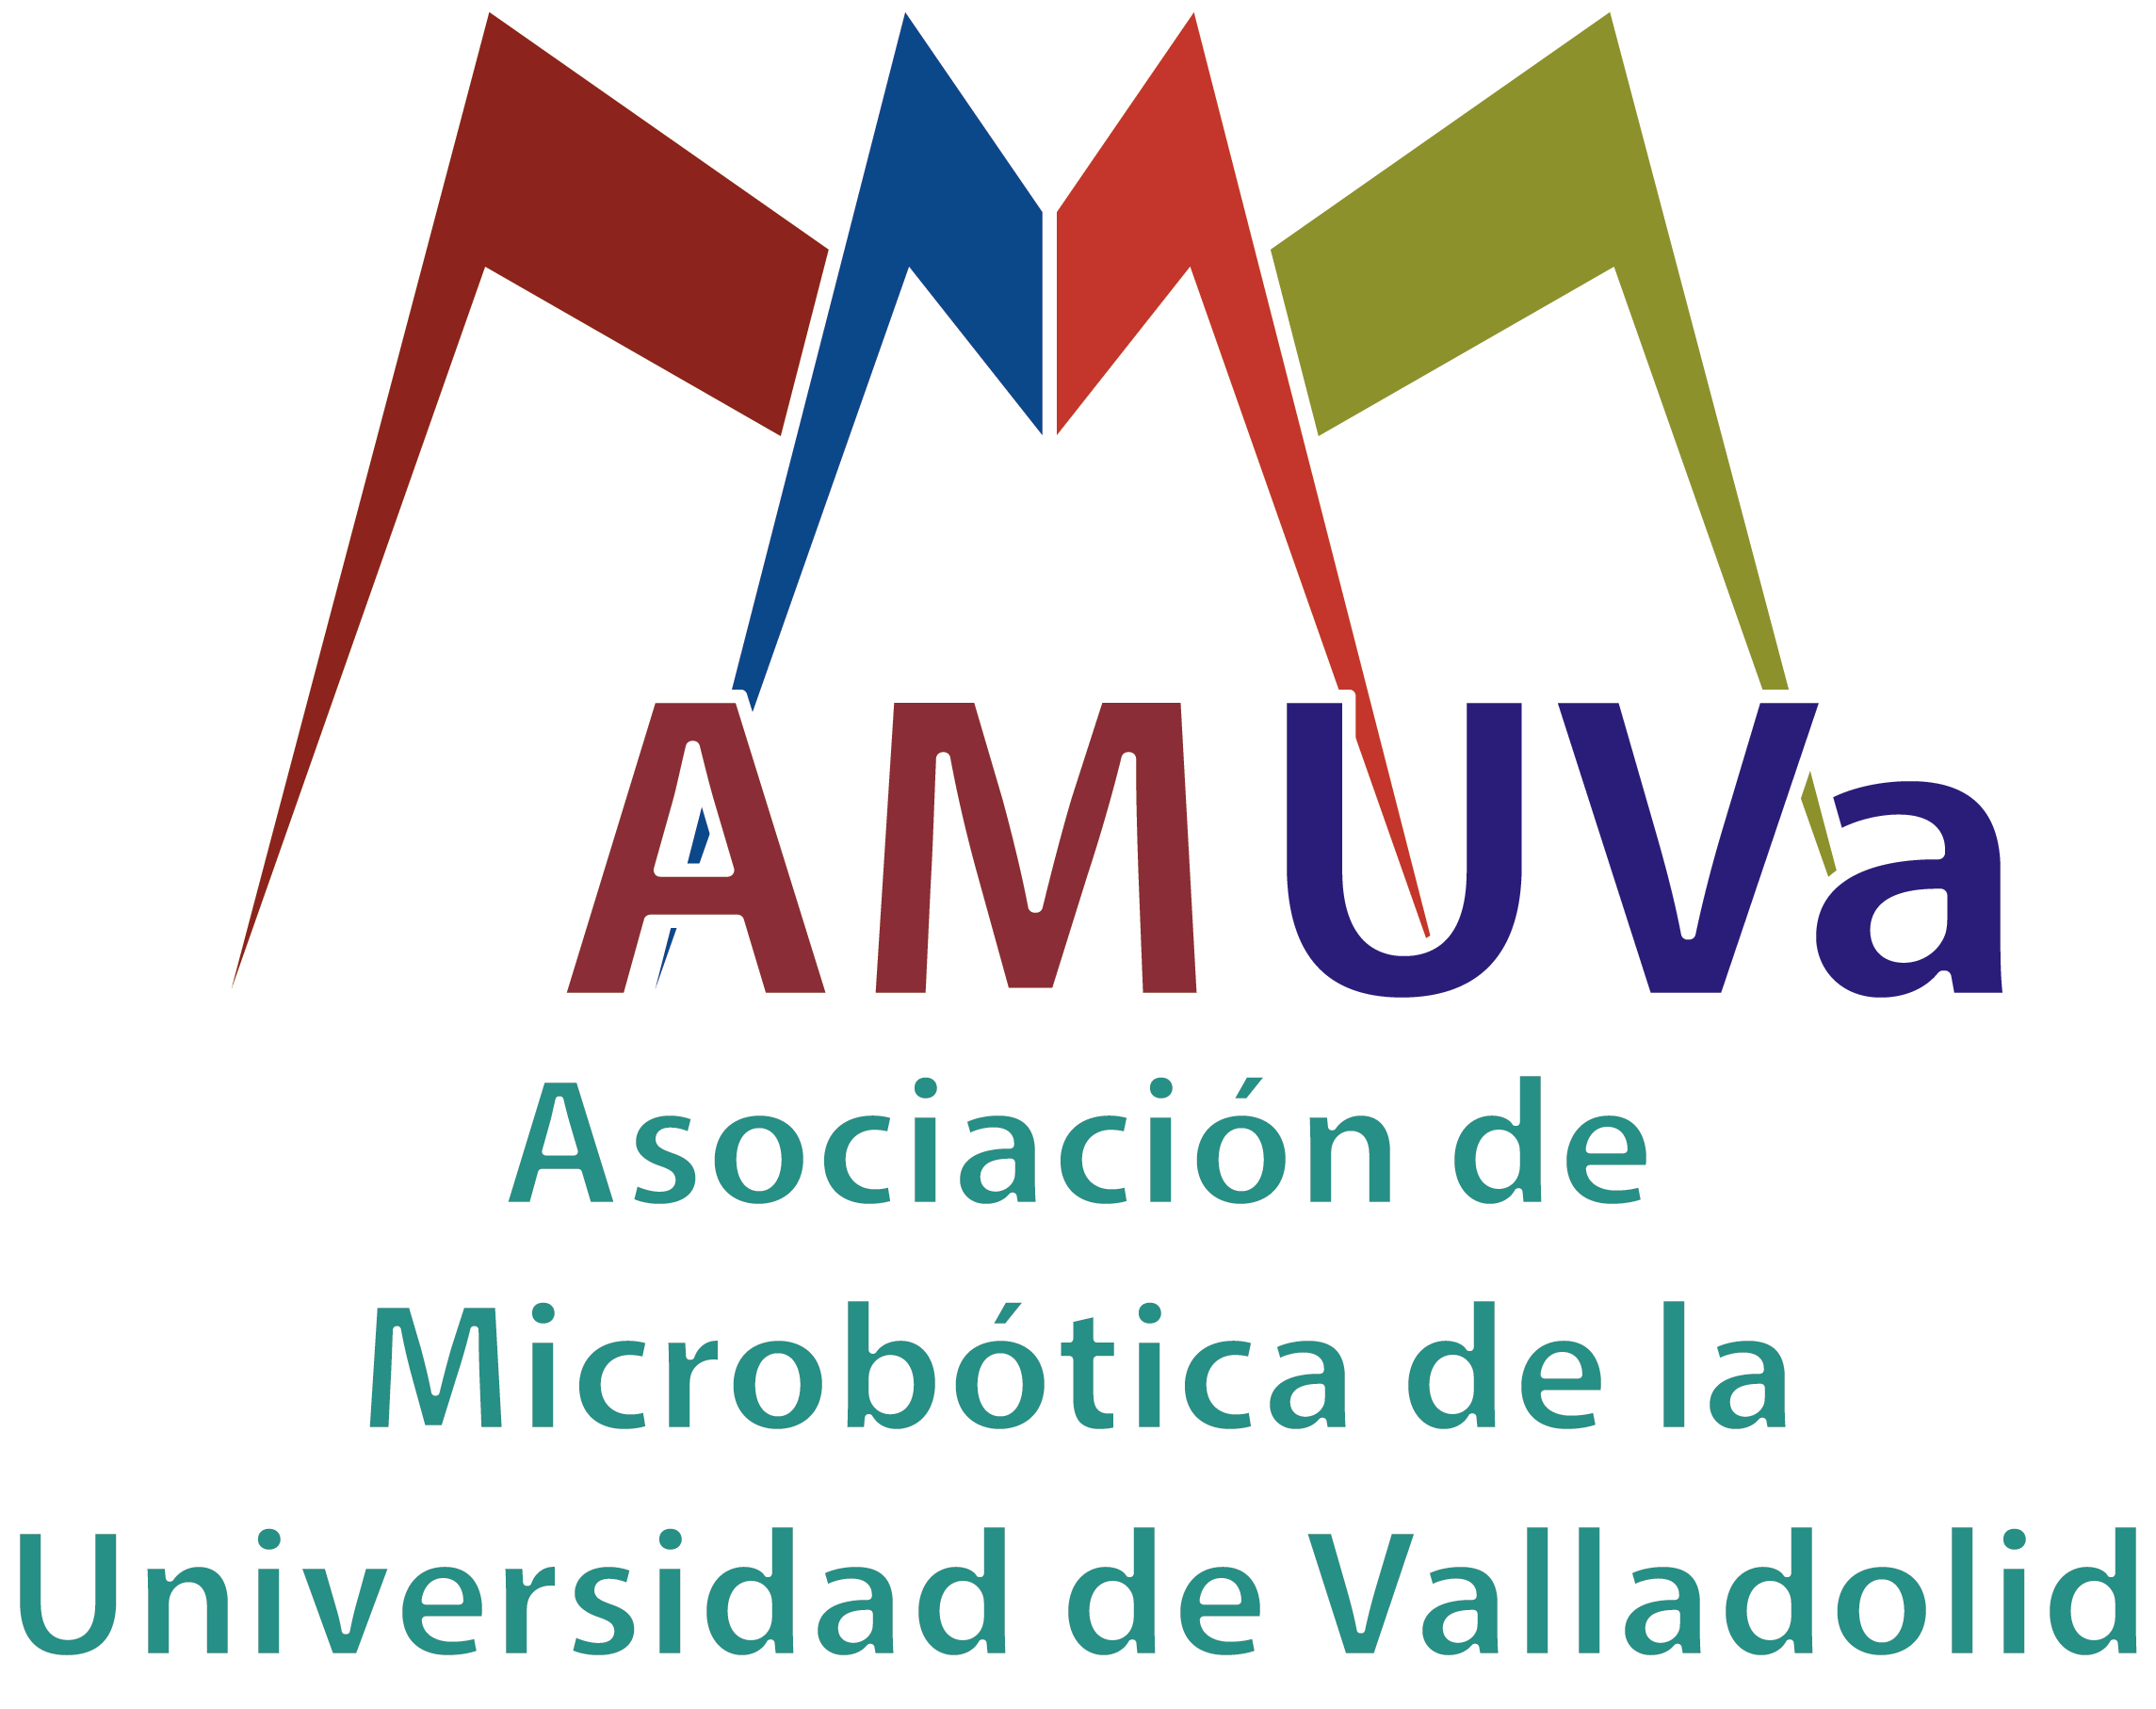 AMUVa
Asociación de
Microbótica de la
Universidad de Valladolid